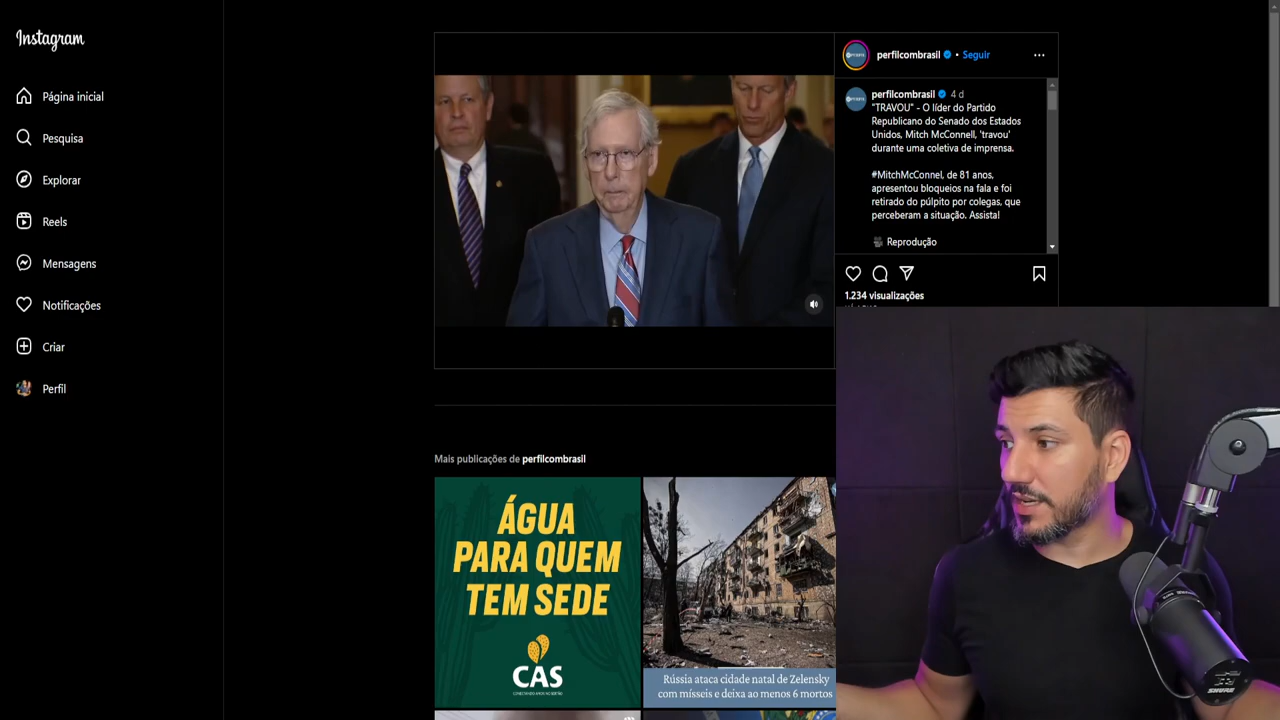 Instagram
Página inicial
Pesquisa
Explorar
Reels
Mensagens
Notificações
Criar
Perfil
perfilcombrasil • Seguir
perfilcombrasil 4 d
"TRAVOU" - O líder do Partido
Republicano do Senado dos Estados
Unidos, Mitch McConnell, 'travou'
durante uma coletiva de imprensa.
#MitchMcConnel, de 81 anos,
apresentou bloqueios na fala e foi
retirado do púlpito por colegas, que
perceberam a situação. Assista!
Reprodução
1.234 visualizações
Mais publicações de perfilcombrasil
ÁGUA
PARA QUEM
TEM SEDE
CAS
Rússia ataca cidade natal de Zelensky
com mísseis e deixa ao menos 6 mortos
SHURE